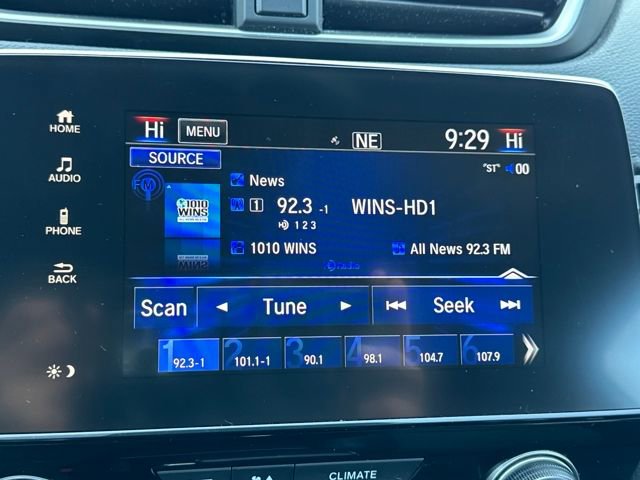 HOME
AUDIO
PHONE
BACK
Hi MENU NE 9:29 Hi
SOURCE "ST" 00
FM News
1010 WINS
1 92.3 -1 WINS-HD1
HD 1 2 3
1010 WINS All News 92.3 FM
HD radio
Scan Tune Seek
1 92.3-1
2 101.1-1
3 90.1
4 98.1
5 104.7
6 107.9
CLIMATE